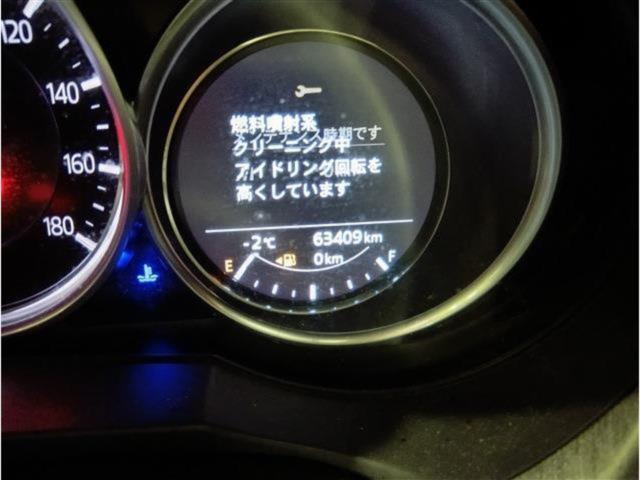 120
140
160
180
燃料噴射系
メンテナンス時期です
クリーニング中
アイドリング回転を
高くしています
-2℃ 63409km
E 0km F